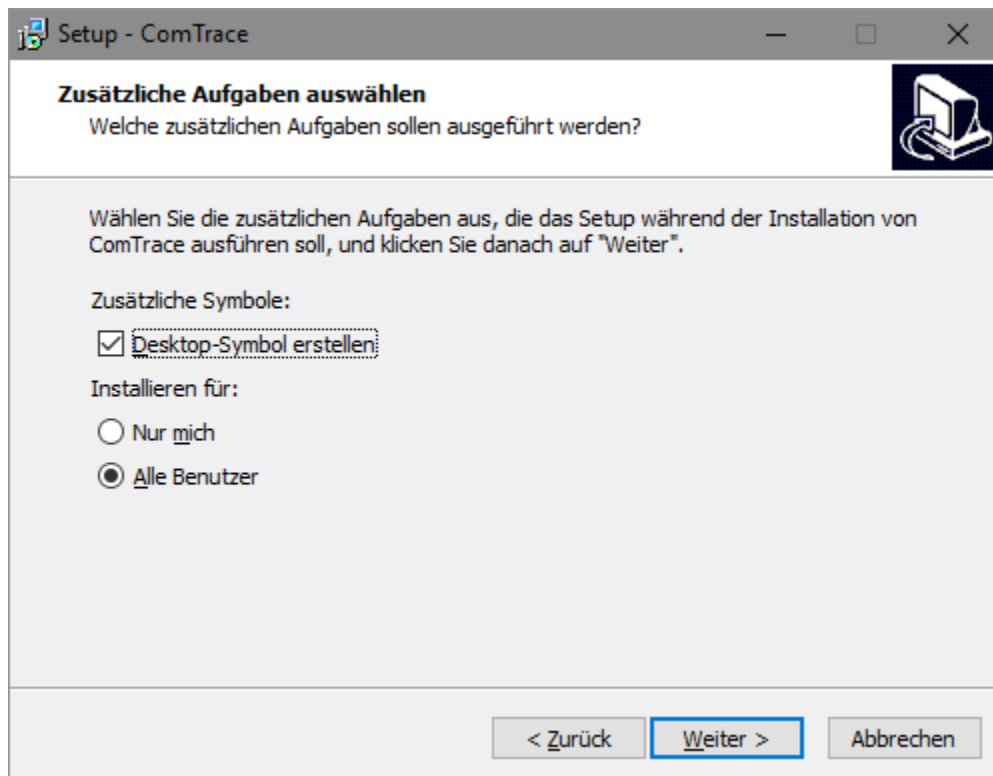 Setup - ComTrace
Zusätzliche Aufgaben auswählen
Welche zusätzlichen Aufgaben sollen ausgeführt werden?
Wählen Sie die zusätzlichen Aufgaben aus, die das Setup während der Installation von
ComTrace ausführen soll, und klicken Sie danach auf "Weiter".
Zusätzliche Symbole:
Desktop-Symbol erstellen
Installieren für:
Nur mich
Alle Benutzer
< Zurück
Weiter >
Abbrechen